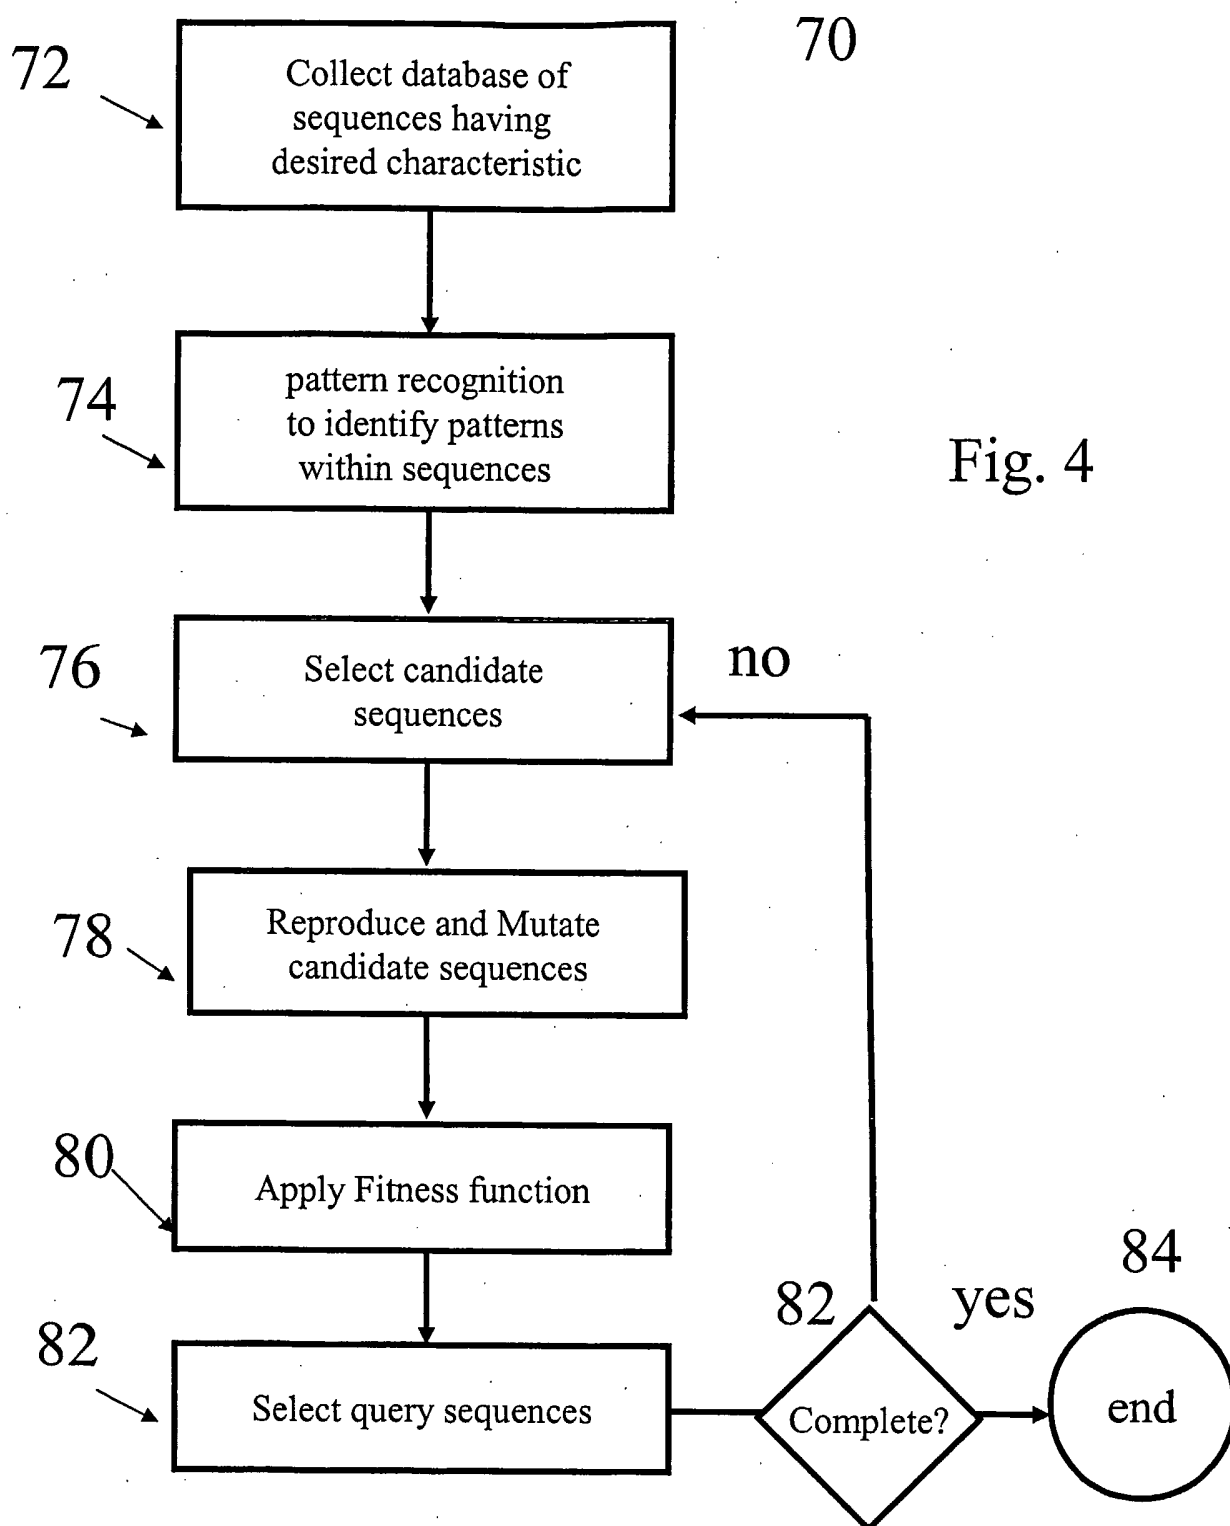 70
72
Collect database of
sequences having
desired characteristic
74
pattern recognition
to identify patterns
within sequences
Fig. 4
76
Select candidate
sequences
no
78
Reproduce and Mutate
candidate sequences
80
Apply Fitness function
82
Select query sequences
82
Complete?
yes
84
end